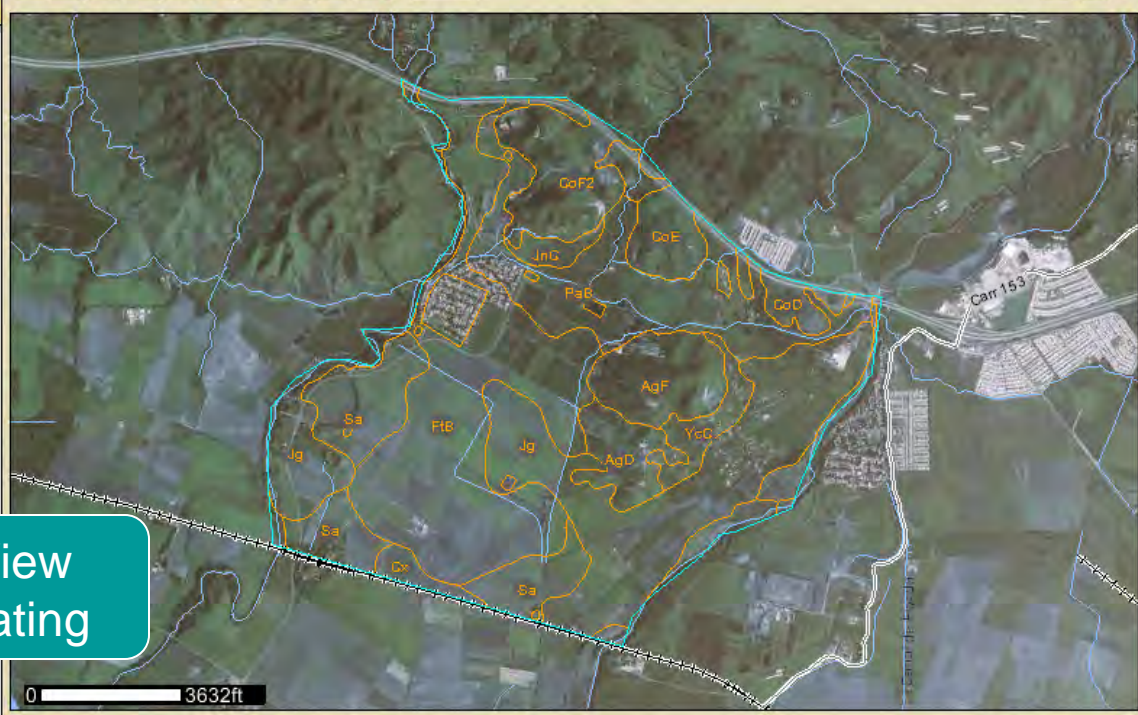 CoF2
CoE
JnC
PaB
CoD
Carr 153
AgF
Sa
FtB
YcC
Jg
Jg
AgD
Sa
Cx
Sa
iew
ating
0 3632ft